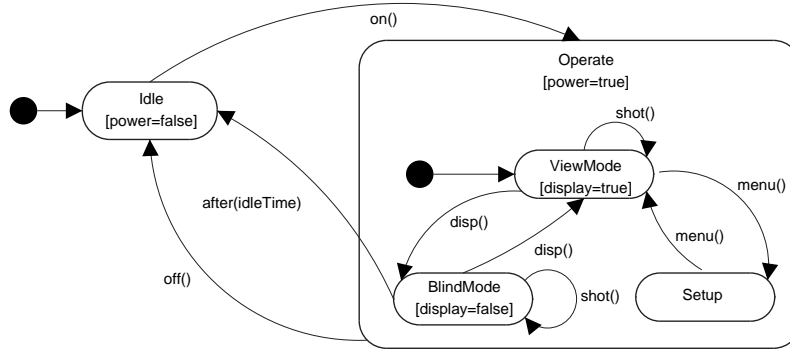 on()
Operate
[power=true]
Idle
[power=false]
shot()
ViewMode
[display=true]
menu()
after(idleTime)
disp()
menu()
disp()
off()
BlindMode
[display=false]
shot()
Setup